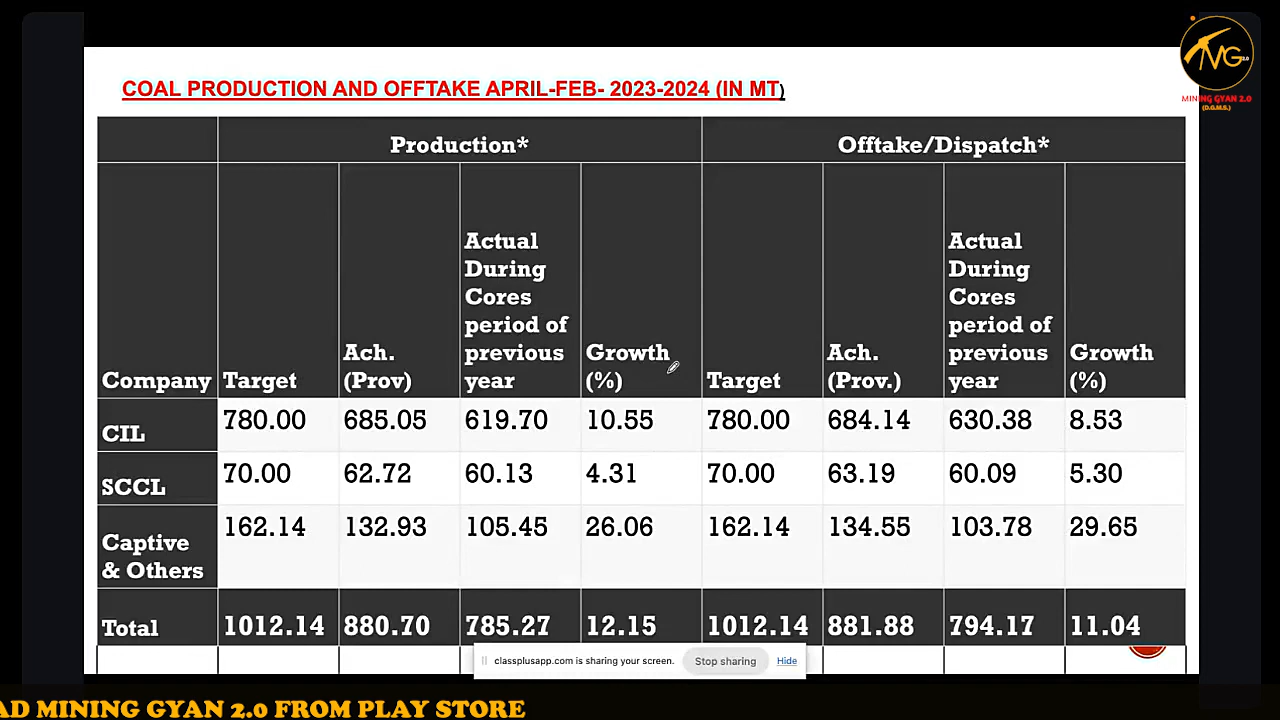 COAL PRODUCTION AND OFFTAKE APRIL-FEB- 2023-2024 (IN MT)
TMG 2.0
MINING GYAN 2.0
(D.G.M.S.)
Production* Offtake/Dispatch*
Company Target Ach. (Prov) Actual During Cores period of previous year Growth (%) Target Ach. (Prov.) Actual During Cores period of previous year Growth (%)
CIL 780.00 685.05 619.70 10.55 780.00 684.14 630.38 8.53
SCCL 70.00 62.72 60.13 4.31 70.00 63.19 60.09 5.30
Captive & Others 162.14 132.93 105.45 26.06 162.14 134.55 103.78 29.65
Total 1012.14 880.70 785.27 12.15 1012.14 881.88 794.17 11.04
classplusapp.com is sharing your screen. Stop sharing Hide
AD MINING GYAN 2.0 FROM PLAY STORE